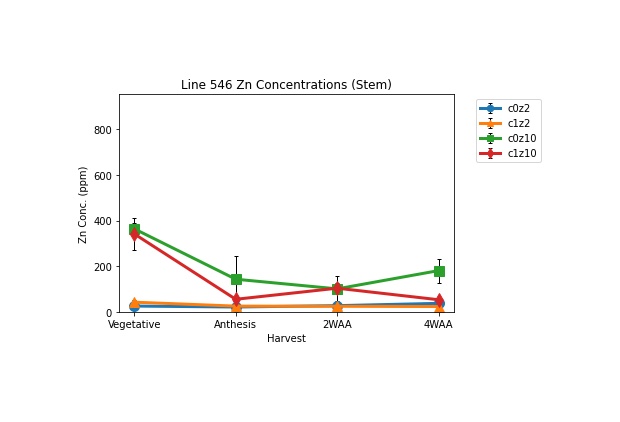 Line 546 Zn Concentrations (Stem)
Zn Conc. (ppm)
800
600
400
200
0
Vegetative Anthesis 2WAA 4WAA
Harvest
c0z2
c1z2
c0z10
c1z10